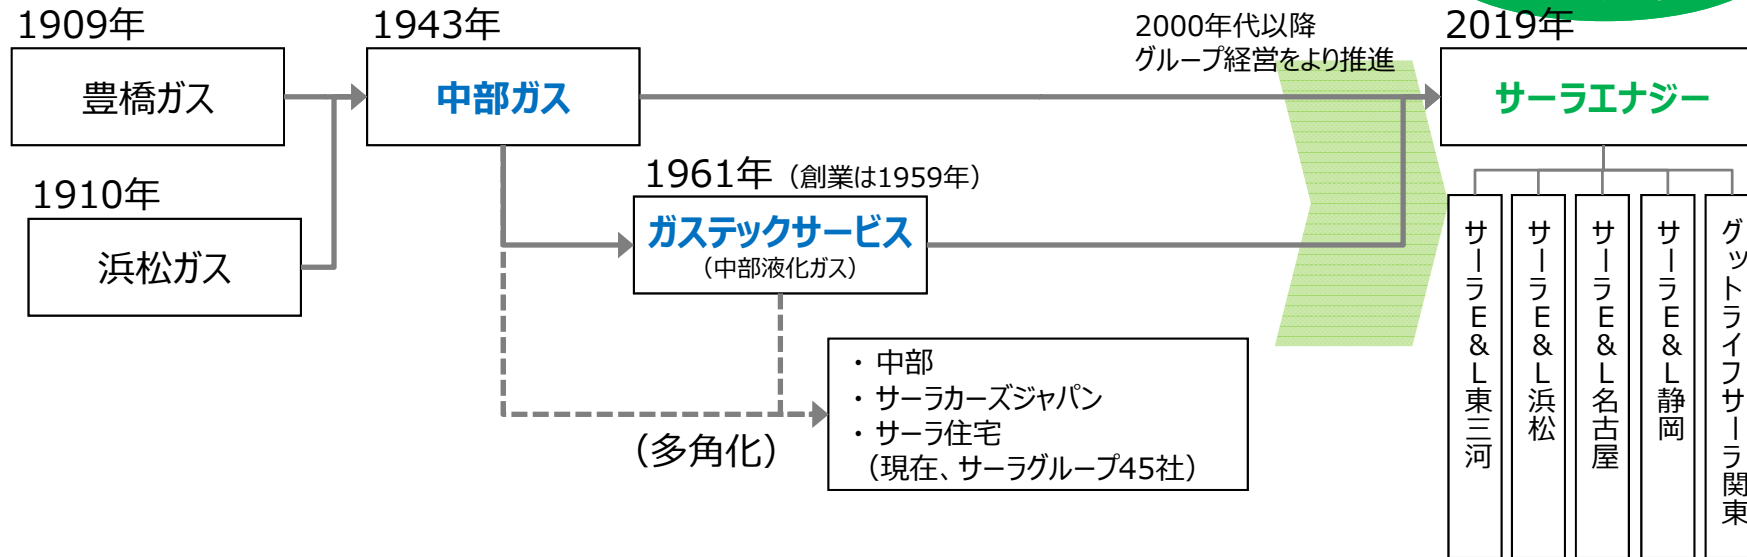 1909年
豊橋ガス
1910年
浜松ガス
1943年
中部ガス
1961年（創業は1959年）
ガステックサービス
（中部液化ガス）
（多角化）
・中部
・サーラカーズジャパン
・サーラ住宅
（現在、サーラグループ45社）
2000年代以降
グループ経営をより推進
2019年
サーラエナジー
サーラE&L東三河
サーラE&L浜松
サーラE&L名古屋
サーラE&L静岡
グッドライフサーラ関東